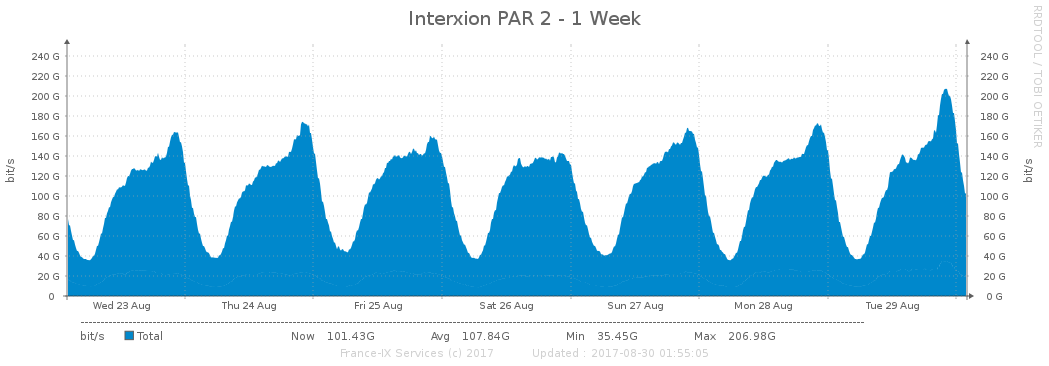 Interxion PAR 2 - 1 Week
RRDTOOL / TOBI OETIKER
bit/s
240 G 240 G
220 G 220 G
200 G 200 G
180 G 180 G
160 G 160 G
140 G 140 G
120 G 120 G
100 G 100 G
80 G 80 G
60 G 60 G
40 G 40 G
20 G 20 G
0 0 G
bit/s
Wed 23 Aug Thu 24 Aug Fri 25 Aug Sat 26 Aug Sun 27 Aug Mon 28 Aug Tue 29 Aug
bit/s Total Now 101.43G Avg 107.84G Min 35.45G Max 206.98G
France-IX Services (c) 2017 Updated : 2017-08-30 01:55:05